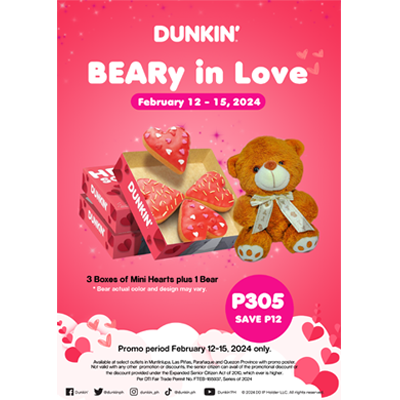 DUNKIN'
BEARy in Love
February 12 - 15, 2024
DUNKIN'
DUNKIN'
3 Boxes of Mini Hearts plus 1 Bear
* Bear actual color and design may vary.
P305
SAVE P12
Promo period February 12-15, 2024 only.
Available at select outlets in Muntinlupa, Las Piñas, Parañaque and Quezon Province with promo poster.
Not valid with any other promotion or discounts, the senior citizen can avail of the promotional discount or
the discount provided under the Expanded Senior Citizen Act of 2010, which ever is higher.
Per DTI Fair Trade Permit No. Series of 2024